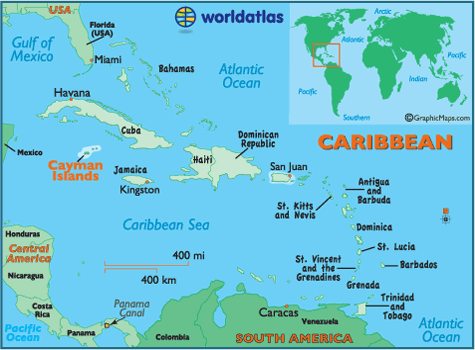 USA
worldatlas
Florida
(USA)
Gulf of
Mexico
Miami
Bahamas
Atlantic
Ocean
Arctic
Atlantic
Pacific
Indian
Pacific
Southern
©GraphicMaps.com
Havana
Cuba
Mexico
Cayman
Islands
Jamaica
Kingston
Haiti
Dominican
Republic
San Juan
CARIBBEAN
Antigua
and
Barbuda
St. Kitts
and Nevis
Dominica
St. Lucia
Caribbean Sea
St. Vincent
and the
Grenadines
Barbados
Grenada
400 mi
400 km
Honduras
Central
America
Nicaragua
Costa
Rica
Panama
Canal
Pacific
Ocean
Panama
Colombia
Caracas
Venezuela
SOUTH AMERICA
Trinidad
and
Tobago
Atlantic
Ocean